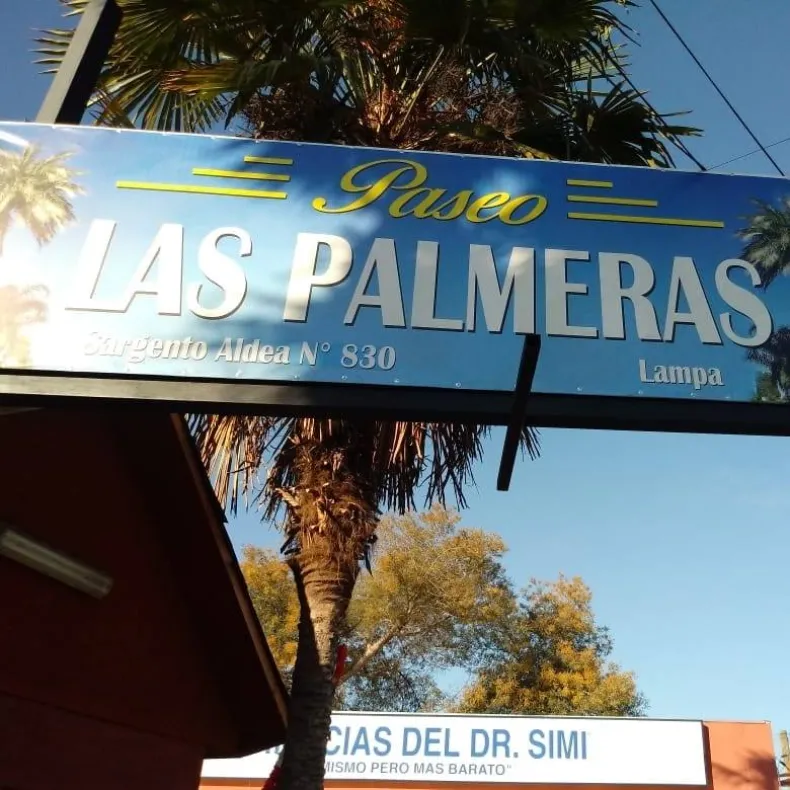 Paseo
LAS PALMERAS
Sargento Aldea N° 830
Lampa
CIAS DEL DR. SIMI
MISMO PERO MAS BARATO"